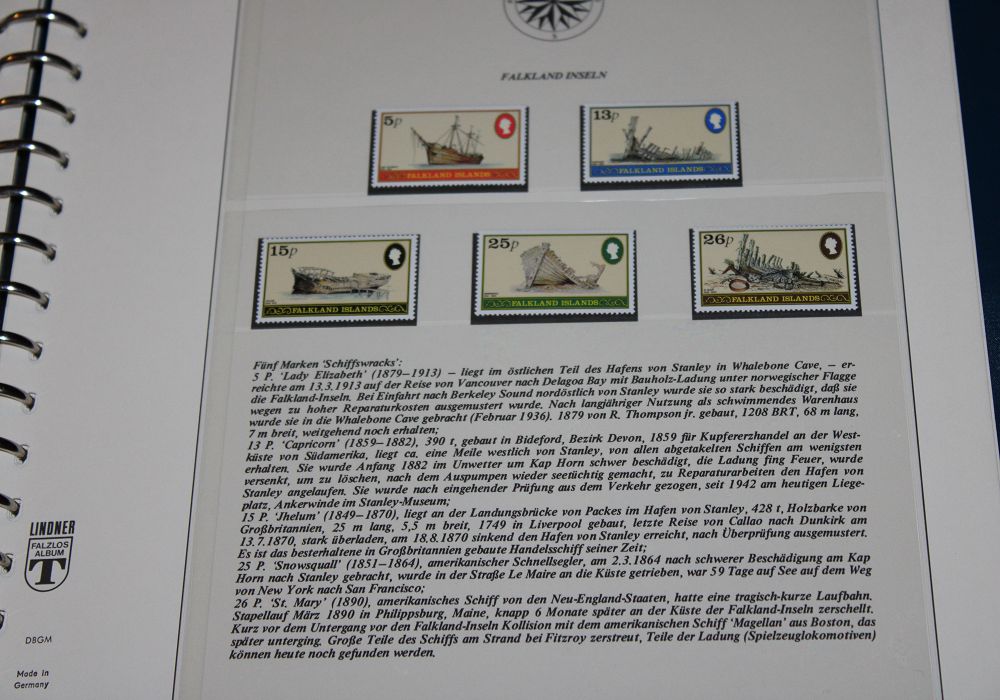 FALKLAND INSELN
5p
FALKLAND ISLANDS
13p
FALKLAND ISLANDS
15p
FALKLAND ISLANDS
25p
FALKLAND ISLANDS
26p
FALKLAND ISLANDS
Fünf Marken 'Schiffswracks':
5 P. 'Lady Elizabeth' (1879–1913) – liegt im östlichen Teil des Hafens von Stanley in Whalebone Cave, – er-
reichte am 13.3.1913 auf der Reise von Vancouver nach Delagoa Bay mit Bauholz-Ladung unter norwegischer Flagge
die Falkland-Inseln. Bei Einfahrt nach Berkeley Sound nordöstlich von Stanley wurde sie so stark beschädigt, daß sie
wegen zu hoher Reparaturkosten ausgemustert wurde. Nach langjähriger Nutzung als schwimmendes Warenhaus
wurde sie in die Whalebone Cave gebracht (Februar 1936). 1879 von R. Thompson jr. gebaut, 1208 BRT, 68 m lang,
7 m breit, weitgehend noch erhalten;
13 P. 'Capricorn' (1859–1882), 390 t, gebaut in Bideford, Bezirk Devon, 1859 für Kupfererzhandel an der West-
küste von Südamerika, liegt ca. eine Meile westlich von Stanley, von allen abgetakelten Schiffen am wenigsten
erhalten. Sie wurde Anfang 1882 im Unwetter um Kap Horn schwer beschädigt, die Ladung fing Feuer, wurde
versenkt, um zu löschen, nach dem Auspumpen wieder seetüchtig gemacht, zu Reparaturarbeiten den Hafen von
Stanley angelaufen. Sie wurde nach eingehender Prüfung aus dem Verkehr gezogen, seit 1942 am heutigen Liege-
platz, Ankerwinde im Stanley-Museum;
15 P. 'Jhelum' (1849–1870), liegt an der Landungsbrücke von Packes im Hafen von Stanley, 428 t, Holzbarke von
Großbritannien, 25 m lang, 5,5 m breit, 1749 in Liverpool gebaut, letzte Reise von Callao nach Dunkirk am
13.7.1870, stark überladen, am 18.8.1870 sinkend den Hafen von Stanley erreicht, nach Überprüfung ausgemustert.
Es ist das besterhaltene in Großbritannien gebaute Handelsschiff seiner Zeit;
25 P. 'Snowsquall' (1851–1864), amerikanischer Schnellsegler, am 2.3.1864 nach schwerer Beschädigung am Kap
Horn nach Stanley gebracht, wurde in der Straße Le Maire an die Küste getrieben, war 59 Tage auf See auf dem Weg
von New York nach San Francisco;
26 P. 'St. Mary' (1890), amerikanisches Schiff von den Neu-England-Staaten, hatte eine tragisch-kurze Laufbahn.
Stapellauf März 1890 in Philippsburg, Maine, knapp 6 Monate später an der Küste der Falkland-Inseln zerschellt.
Kurz vor dem Untergang vor den Falkland-Inseln Kollision mit dem amerikanischen Schiff 'Magellan' aus Boston, das
später unterging. Große Teile des Schiffs am Strand bei Fitzroy zerstreut, Teile der Ladung (Spielzeuglokomotiven)
können heute noch gefunden werden.
LINDNER
FALZLOS
ALBUM
T
D8GM
Made in
Germany